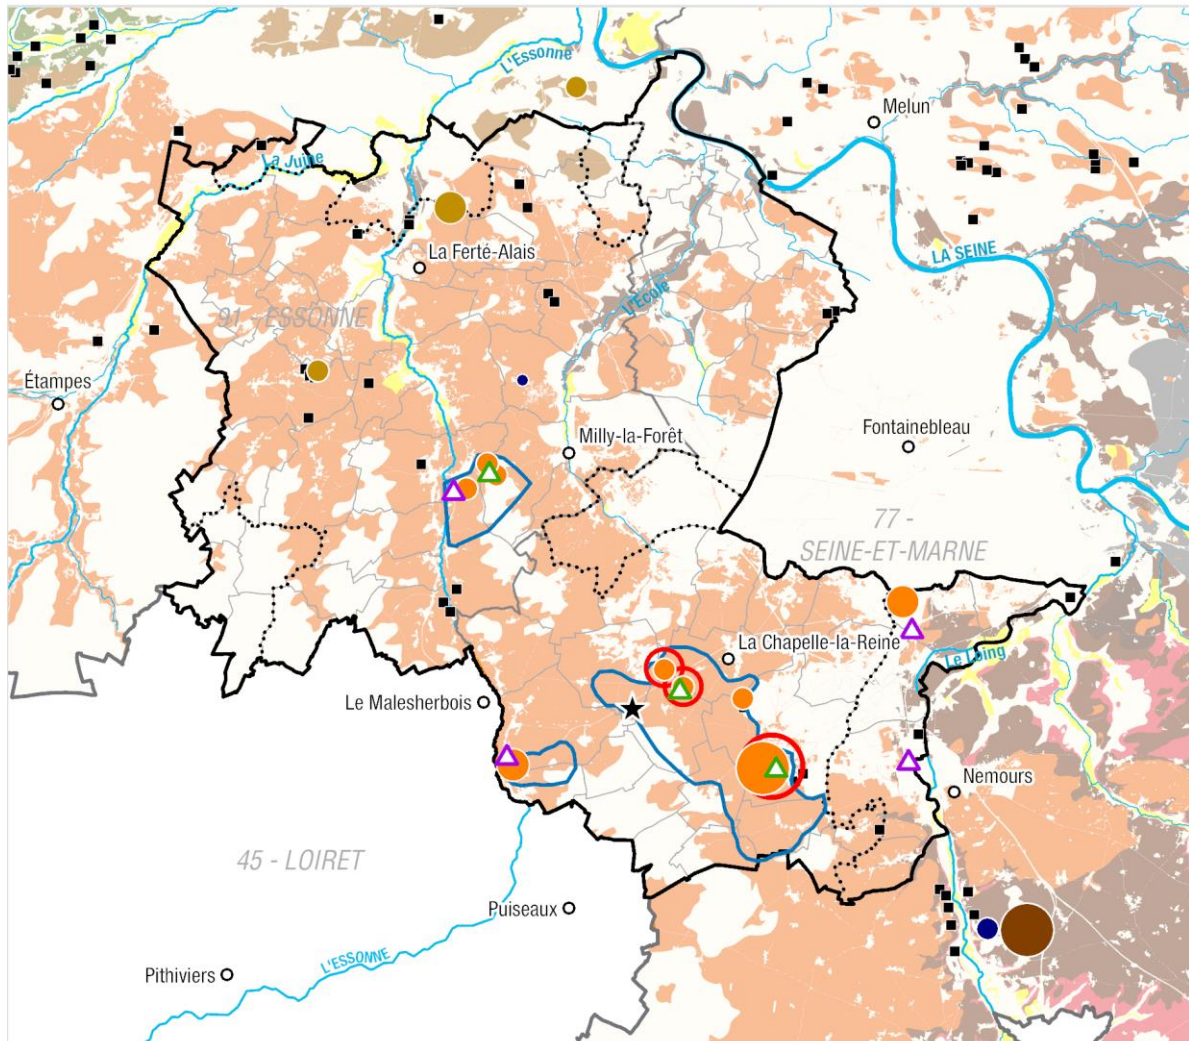 L'Essonne
Melun
La Juine
La Ferté-Alais
LA SEINE
L'École
91 - ESSONNE
Étampes
Milly-la-Forêt
Fontainebleau
77 -
SEINE-ET-MARNE
La Chapelle-la-Reine
Le Loing
Le Malesherbois
Nemours
45 - LOIRET
Puiseaux
L'ESSONNE
Pithiviers